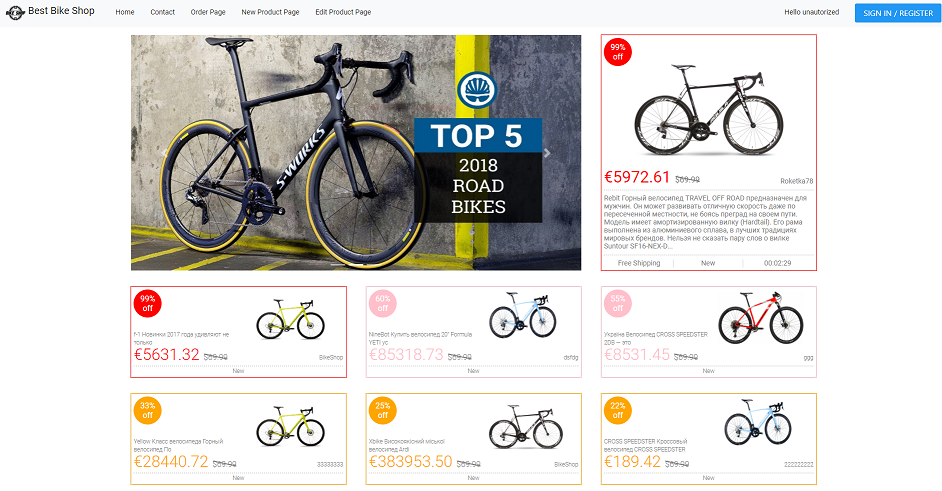 BIKE SHOP Best Bike Shop Home Contact Order Page New Product Page Edit Product Page Hello unautorized SIGN IN / REGISTER
S-WORKS
TOP 5
2018
ROAD
BIKES
99%
off
€5972.61 $69.99 Roketka78
Rebit Горный велосипед TRAVEL OFF ROAD предназначен для
мужчин. Он может развивать отличную скорость даже по
пересеченной местности, не боясь преград на своем пути.
Модель имеет амортизированную вилку (Hardtail). Его рама
выполнена из алюминиевого сплава, в лучших традициях
мировых брендов. Нельзя не сказать пару слов о вилке
Suntour SF16-NEX-D...
Free Shipping New 00:02:29
99%
off
f-1 Новинки 2017 года удивляют не
только
€5631.32 $69.99 BikeShop
New
60%
off
NineBot Купить велосипед 20" Formula
YETI ус
€85318.73 $69.99 dsfdg
New
55%
off
Україна Велосипед CROSS SPEEDSTER
ZDB — это
€8531.45 $69.99 ggg
New
33%
off
Yellow Класс велосипеда Горный
велосипед По
€28440.72 $69.99 33333333
New
25%
off
Xbike Високоякісний міської
велосипед Ardi
€383953.50 $69.99 BikeShop
New
22%
off
CROSS SPEEDSTER Кроссовый
велосипед CROSS SPEEDSTER
€189.42 $69.99 222222222
New